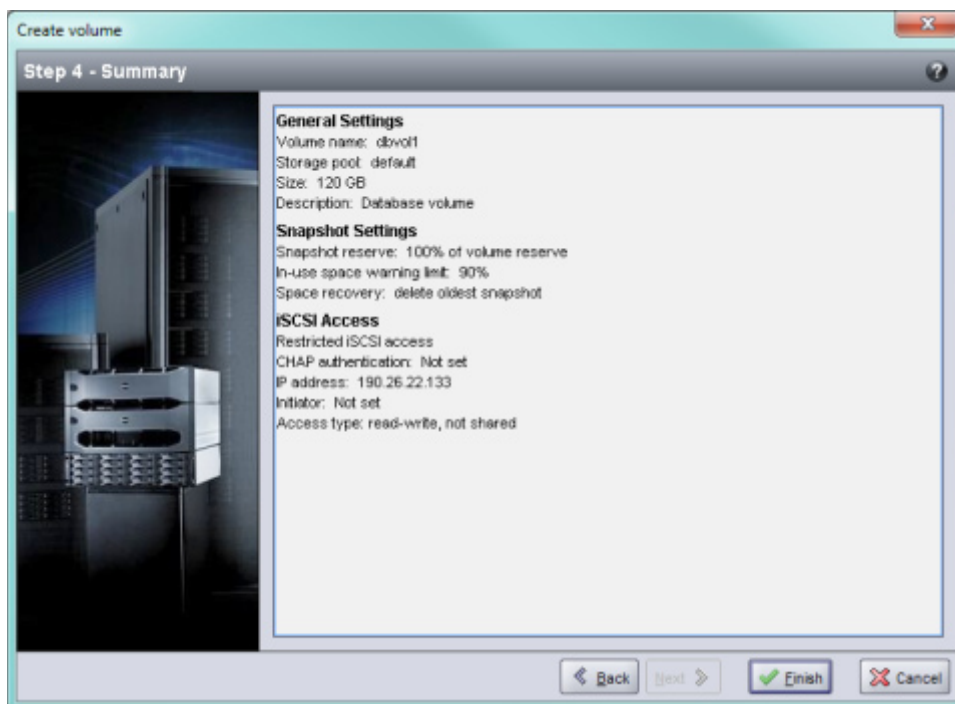 Create volume
Step 4 - Summary
?
General Settings
Volume name: dbvol1
Storage pool: default
Size: 120 GB
Description: Database volume
Snapshot Settings
Snapshot reserve: 100% of volume reserve
In-use space warning limit: 90%
Space recovery: delete oldest snapshot
iSCSI Access
Restricted iSCSI access
CHAP authentication: Not set
IP address: 190.26.22.133
Initiator: Not set
Access type: read-write, not shared
Back Next Finish Cancel